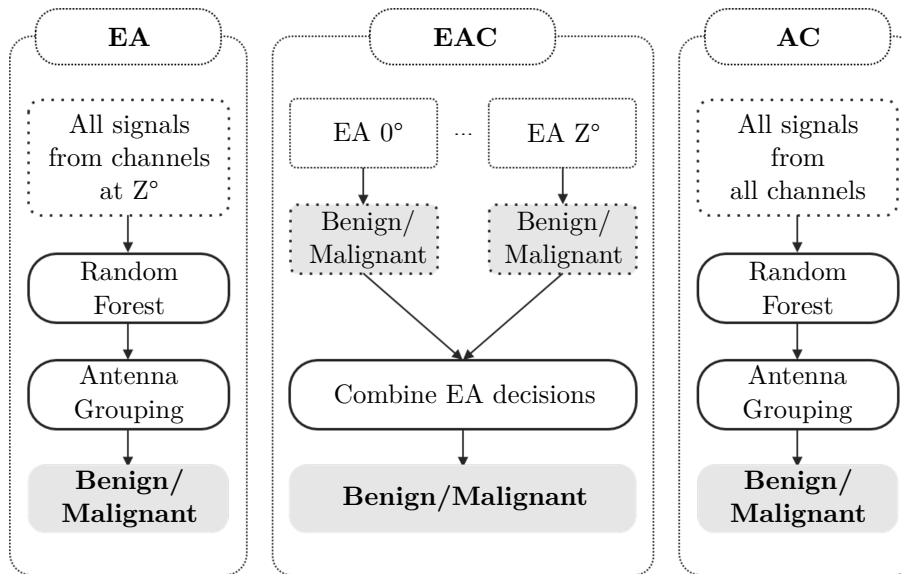 EA
All signals
from channels
at Z°
Random
Forest
Antenna
Grouping
Benign/
Malignant
EAC
EA 0°
...
EA Z°
Benign/
Malignant
Benign/
Malignant
Combine EA decisions
Benign/Malignant
AC
All signals
from
all channels
Random
Forest
Antenna
Grouping
Benign/
Malignant